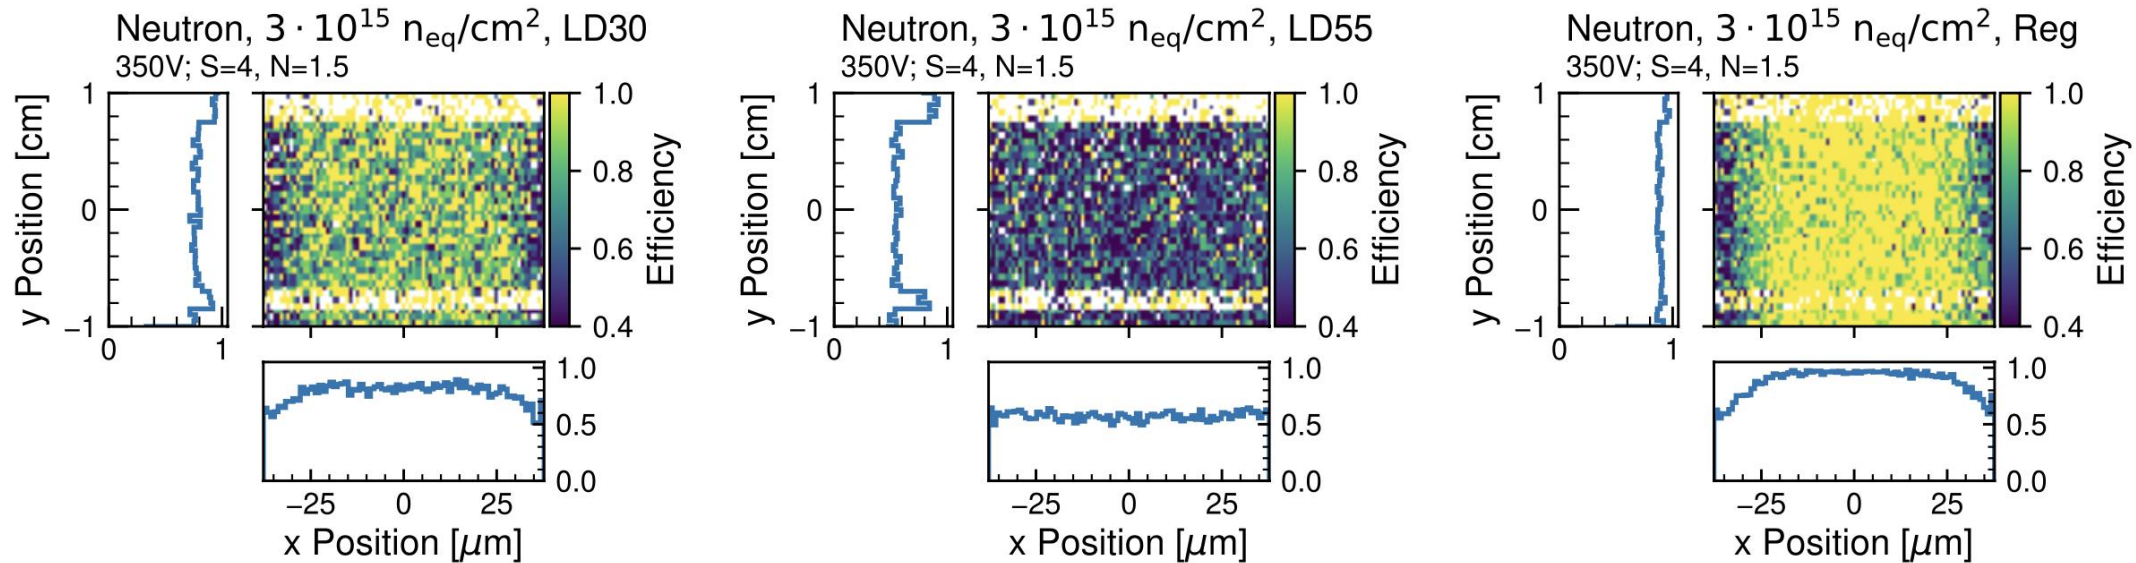 Neutron, 3 · 10¹⁵ nₑq/cm², LD30
350V; S=4, N=1.5
y Position [cm]
1
0
−1
0 1
1.0
0.8
0.6
0.4
Efficiency
1.0
0.5
0.0
−25 0 25
x Position [μm]
Neutron, 3 · 10¹⁵ nₑq/cm², LD55
350V; S=4, N=1.5
y Position [cm]
1
0
−1
0 1
1.0
0.8
0.6
0.4
Efficiency
1.0
0.5
0.0
−25 0 25
x Position [μm]
Neutron, 3 · 10¹⁵ nₑq/cm², Reg
350V; S=4, N=1.5
y Position [cm]
1
0
−1
0 1
1.0
0.8
0.6
0.4
Efficiency
1.0
0.5
0.0
−25 0 25
x Position [μm]